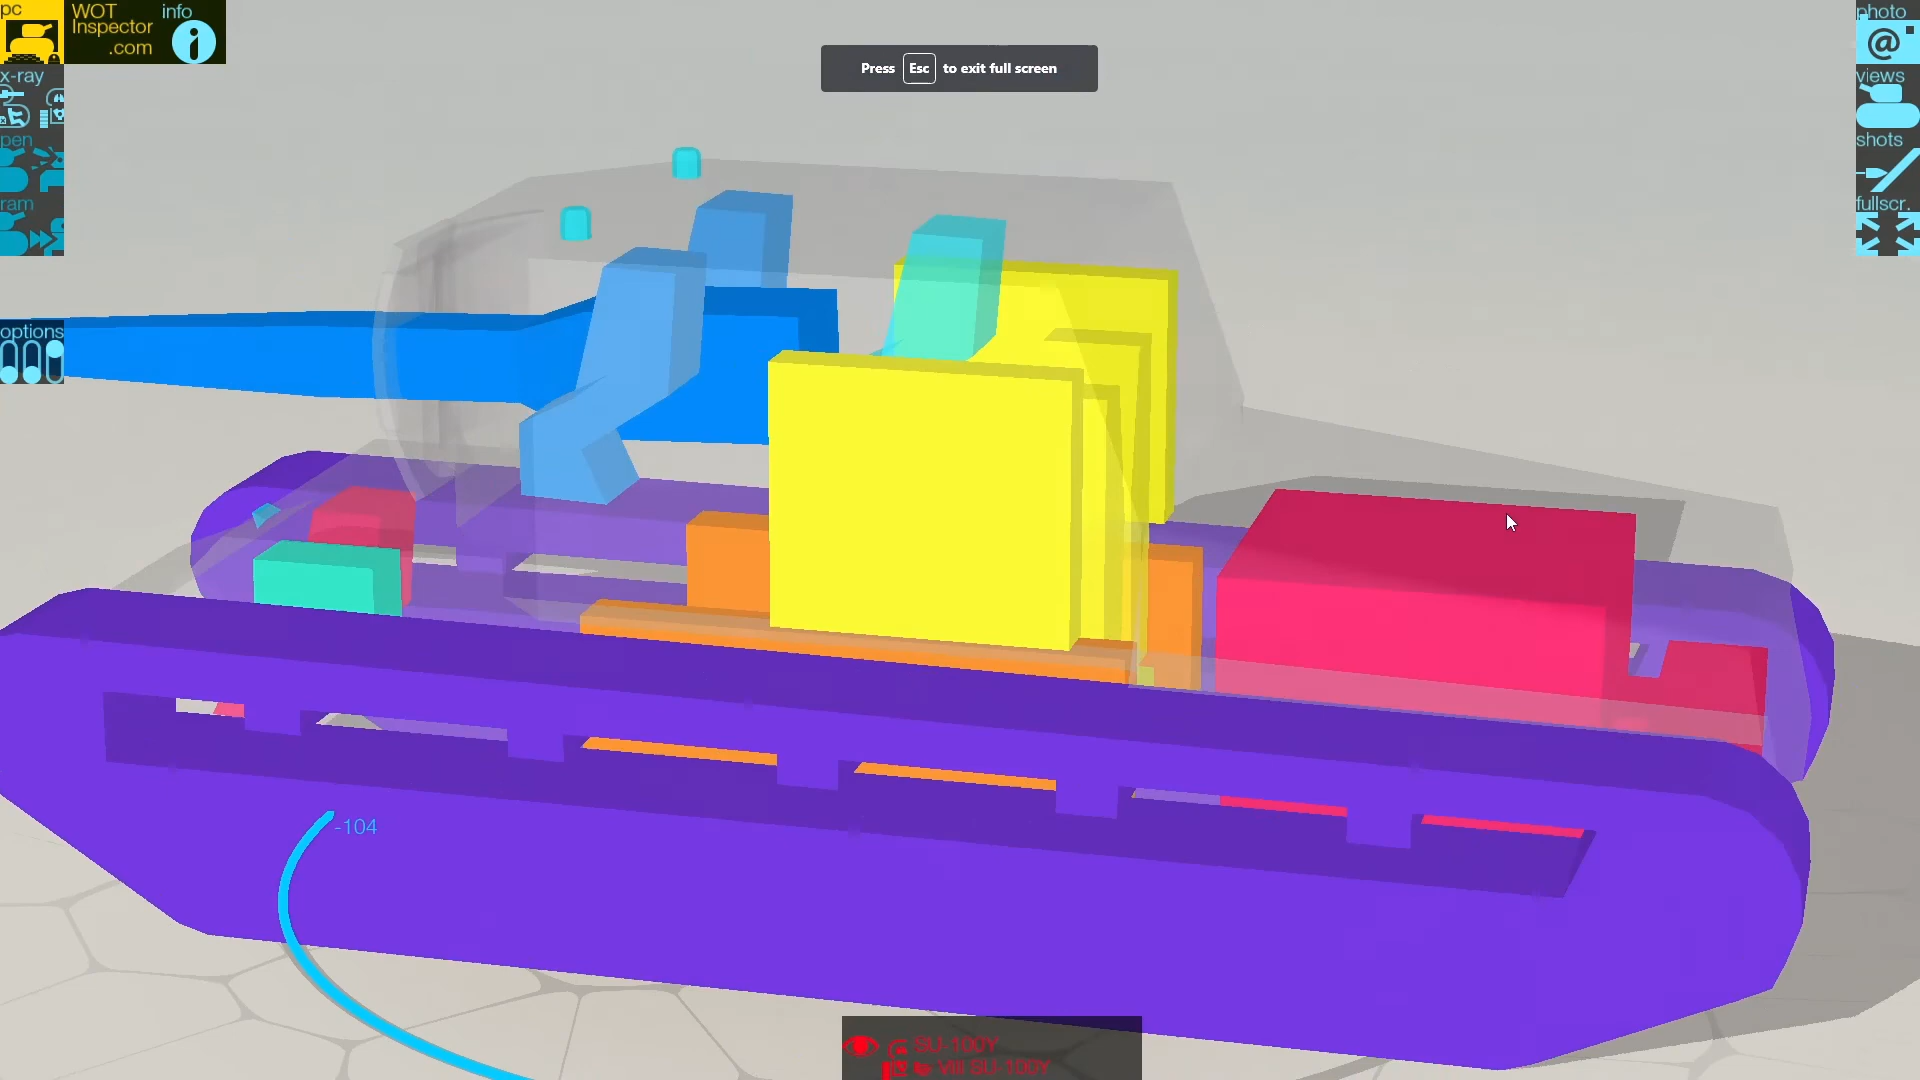 pc
WOT
Inspector
.com
info
x-ray
pen
ram
options
Press Esc to exit full screen
photo
@
views
shots
fullscr.
-104
SU-100Y
VIII SU-100Y